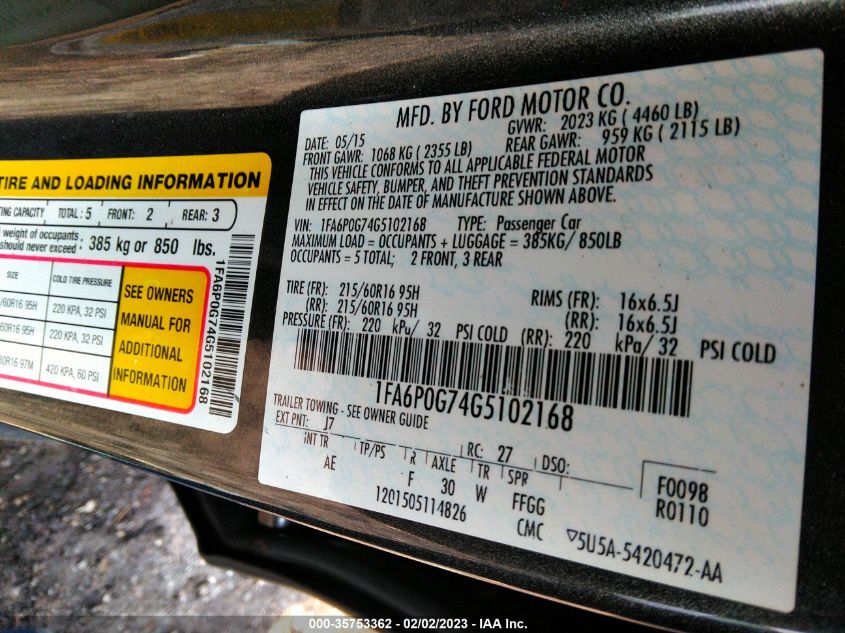 TIRE AND LOADING INFORMATION
TING CAPACITY TOTAL: 5 FRONT: 2 REAR: 3
weight of occupants
should never exceed 385 kg or 850 lbs.
SIZE COLD TIRE PRESSURE
/60R16 95H 220 KPA, 32 PSI
60R16 95H 220 KPA, 32 PSI
80R16 97M 420 KPA, 60 PSI
SEE OWNERS
MANUAL FOR
ADDITIONAL
INFORMATION
1FA6P0G74G5102168
MFD. BY FORD MOTOR CO.
DATE: 05/15 GVWR: 2023 KG ( 4460 LB)
FRONT GAWR: 1068 KG ( 2355 LB) REAR GAWR: 959 KG ( 2115 LB)
THIS VEHICLE CONFORMS TO ALL APPLICABLE FEDERAL MOTOR
VEHICLE SAFETY, BUMPER, AND THEFT PREVENTION STANDARDS
IN EFFECT ON THE DATE OF MANUFACTURE SHOWN ABOVE.
VIN: 1FA6P0G74G5102168 TYPE: Passenger Car
MAXIMUM LOAD = OCCUPANTS + LUGGAGE = 385KG/ 850LB
OCCUPANTS = 5 TOTAL; 2 FRONT, 3 REAR
TIRE (FR): 215/60R16 95H RIMS (FR): 16x6.5J
(RR): 215/60R16 95H (RR): 16x6.5J
PRESSURE (FR): 220 kPa/ 32 PSI COLD (RR): 220 kPa/ 32 PSI COLD
1FA6P0G74G5102168
TRAILER TOWING - SEE OWNER GUIDE
EXT PNT: J7 RC: 27 DSO:
INT TR TP/PS R AXLE TR SPR F0098
AE F 30 W FFGG R0110
1201505114826 CMC ▽5U5A-5420472-AA
000-35753362 - 02/02/2023 - IAA Inc.